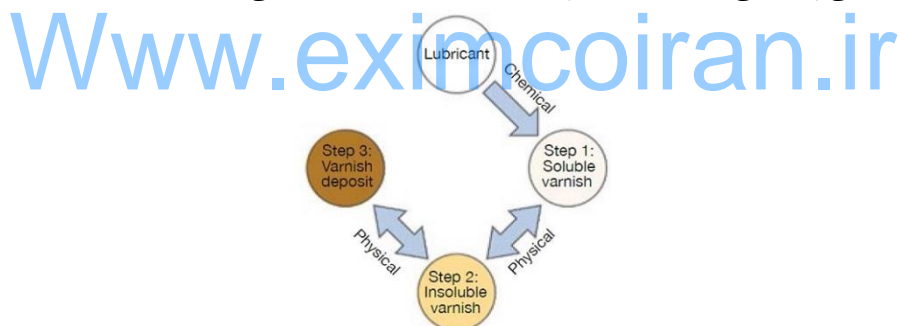 Www.eximcoiran.ir
Lubricant
Chemical
Step 1:
Soluble
varnish
Physical
Step 2:
Insoluble
varnish
Physical
Step 3:
Varnish
deposit